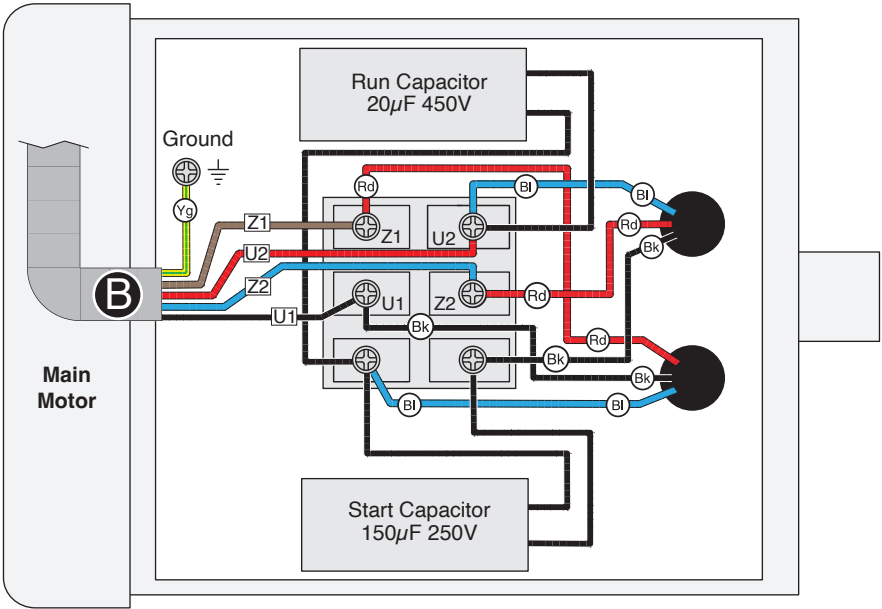 Run Capacitor
20µF 450V
Ground
Rd
Bl
Bl
Yg
Z1
Z1
U2
Rd
Bk
U2
Z2
B
U1
U1
Z2
Rd
Bk
Rd
Bk
Bk
Main
Motor
Bl
Bl
Start Capacitor
150µF 250V